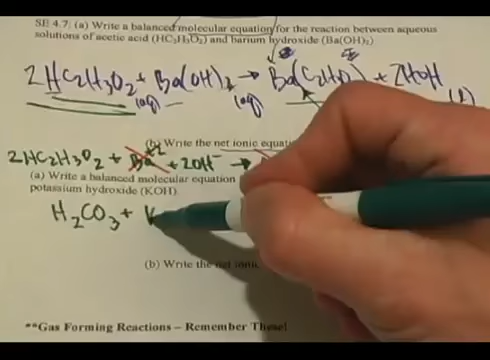 SE 4.7: (a) Write a balanced molecular equation for the reaction between aqueous
solutions of acetic acid (HC2H3O2) and barium hydroxide (Ba(OH)2)
2HC2H3O2 + Ba(OH)2 → Ba(C2H3O2)2 + 2HOH
(aq) (aq) (l)
(b) Write the net ionic equati
2HC2H3O2 + Ba+2 + 2OH- →
(a) Write a balanced molecular equation
potassium hydroxide (KOH)
H2CO3 + K
(b) Write the net ionic
**Gas Forming Reactions – Remember These!